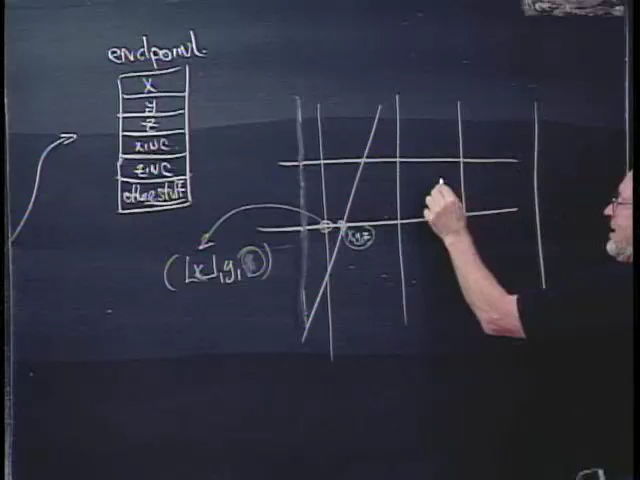 endpoint
x
y
z
xinc
zinc
other stuff
x,y,z
(⌊x⌋,y,